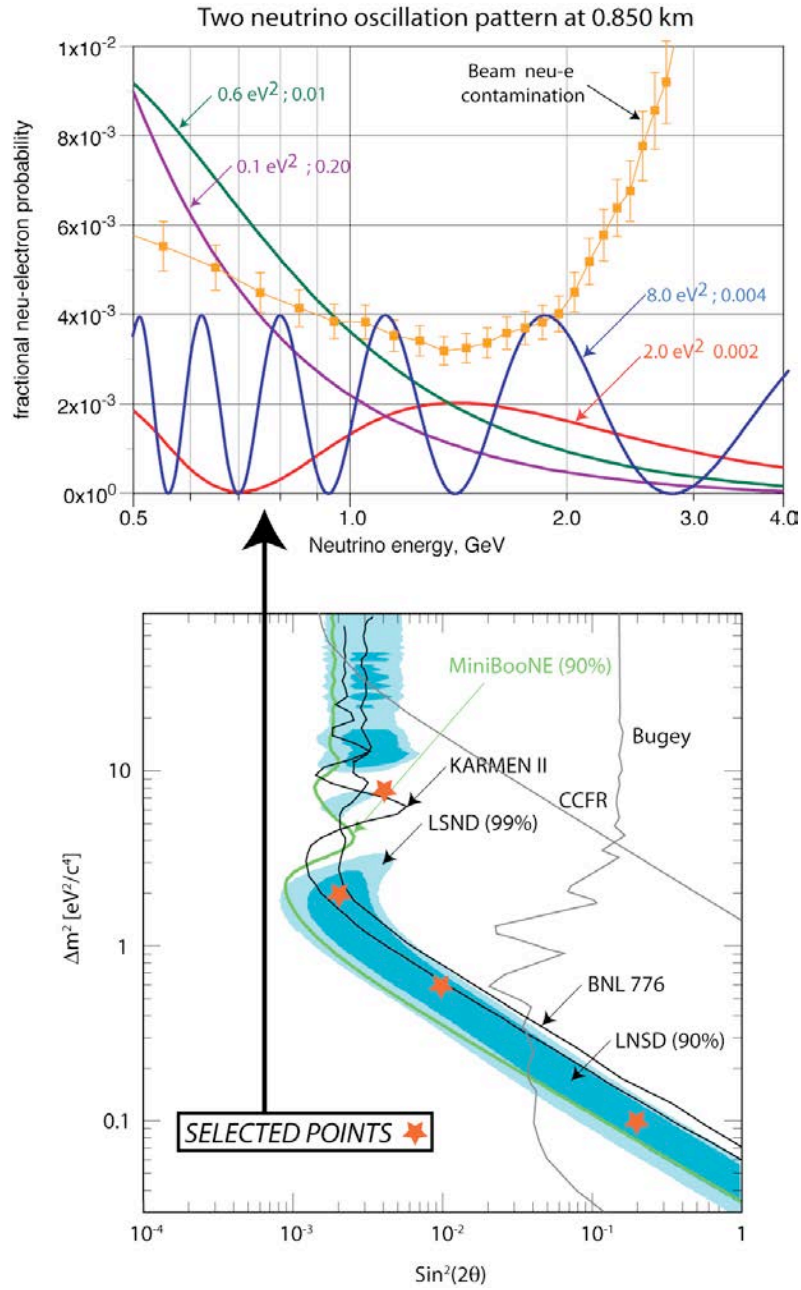 Two neutrino oscillation pattern at 0.850 km
fractional neu-electron probability
1x10⁻²
8x10⁻³
6x10⁻³
4x10⁻³
2x10⁻³
0x10⁰
0.6 eV² ; 0.01
0.1 eV² ; 0.20
Beam neu-e
contamination
8.0 eV² ; 0.004
2.0 eV² 0.002
0.5
1.0
2.0
3.0
4.0
Neutrino energy, GeV
Δm² [eV²/c⁴]
10
1
0.1
MiniBooNE (90%)
Bugey
KARMEN II
CCFR
LSND (99%)
BNL 776
LNSD (90%)
SELECTED POINTS
10⁻⁴
10⁻³
10⁻²
10⁻¹
1
Sin²(2θ)